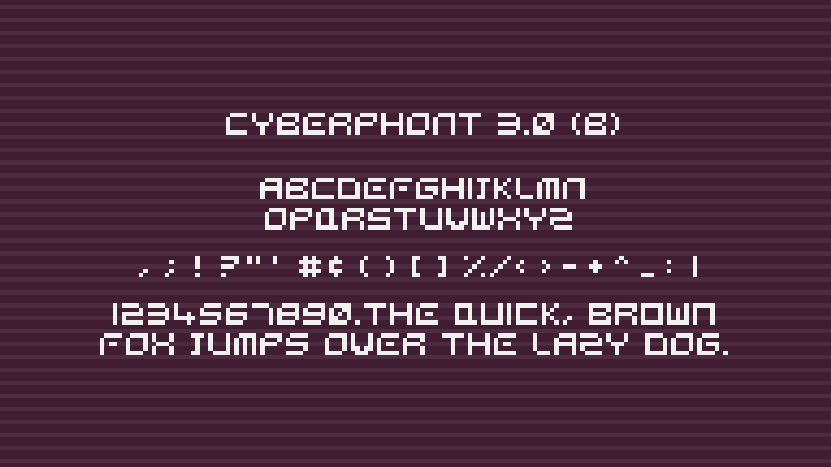 CYBERPHONT 3.0 (B)
ABCDEFGHIJKLMN
OPQRSTUVWXYZ
, ; ! ? " ' # ¢ ( ) [ ] % / < > - + ^ _ : |
1234567890.THE QUICK, BROWN
FOX JUMPS OVER THE LAZY DOG.